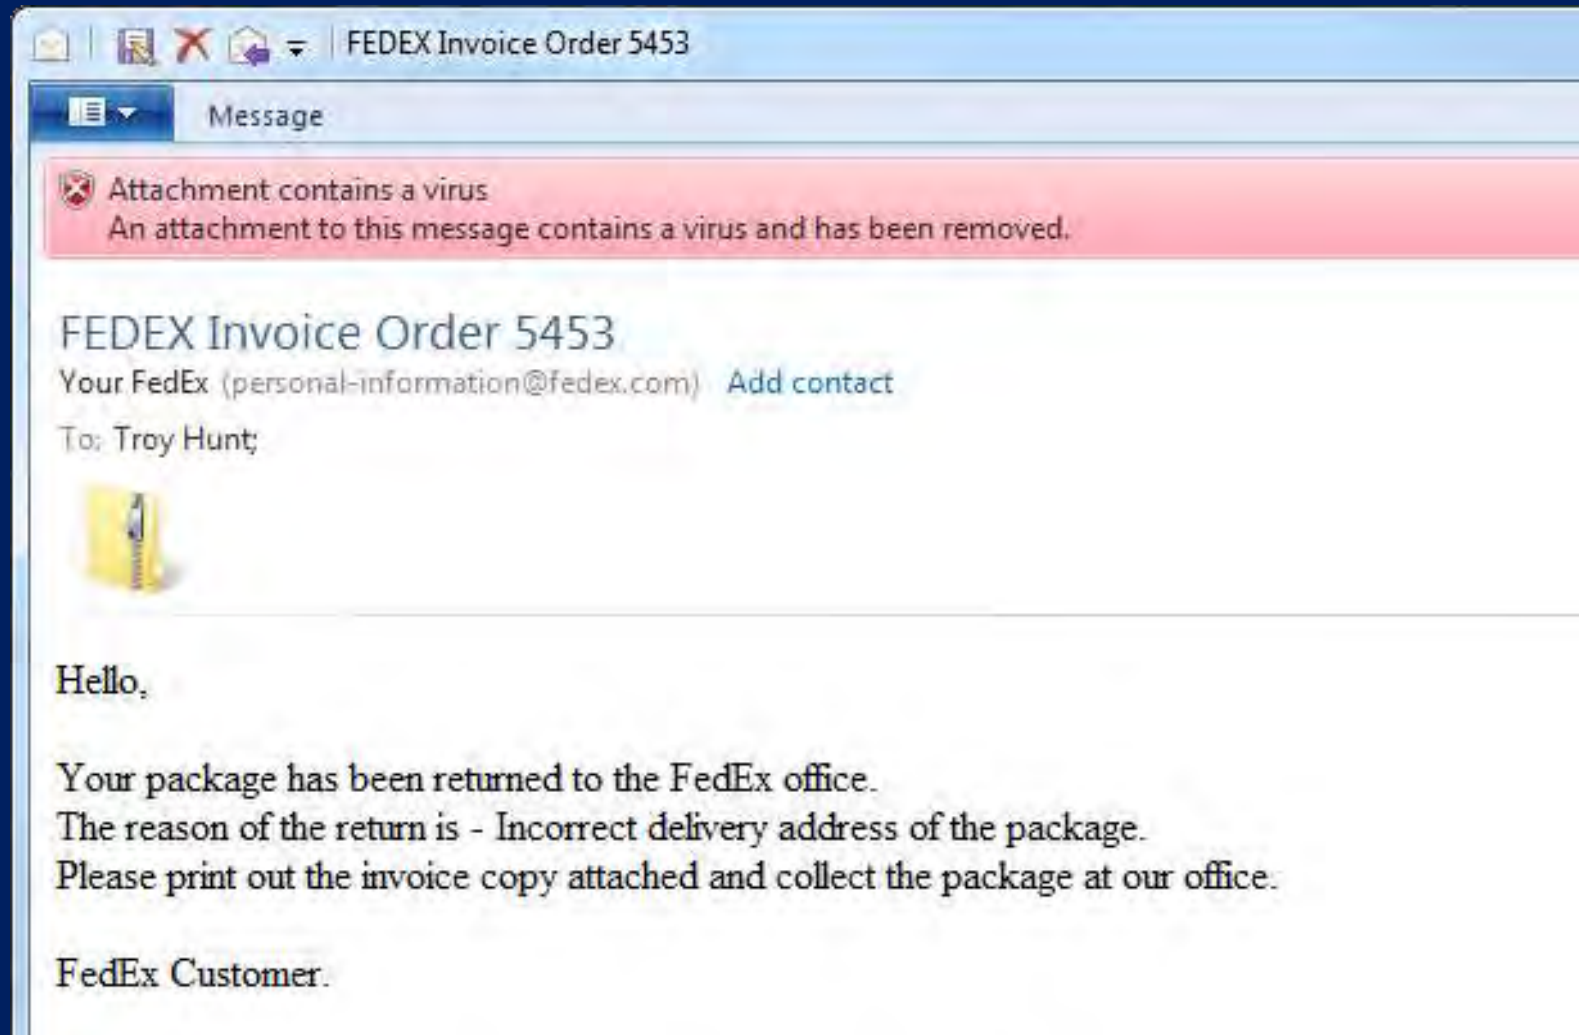 FEDEX Invoice Order 5453
Message
Attachment contains a virus
An attachment to this message contains a virus and has been removed.
FEDEX Invoice Order 5453
Your FedEx (personal-information@fedex.com) Add contact
To: Troy Hunt;
Hello,
Your package has been returned to the FedEx office.
The reason of the return is - Incorrect delivery address of the package.
Please print out the invoice copy attached and collect the package at our office.
FedEx Customer.